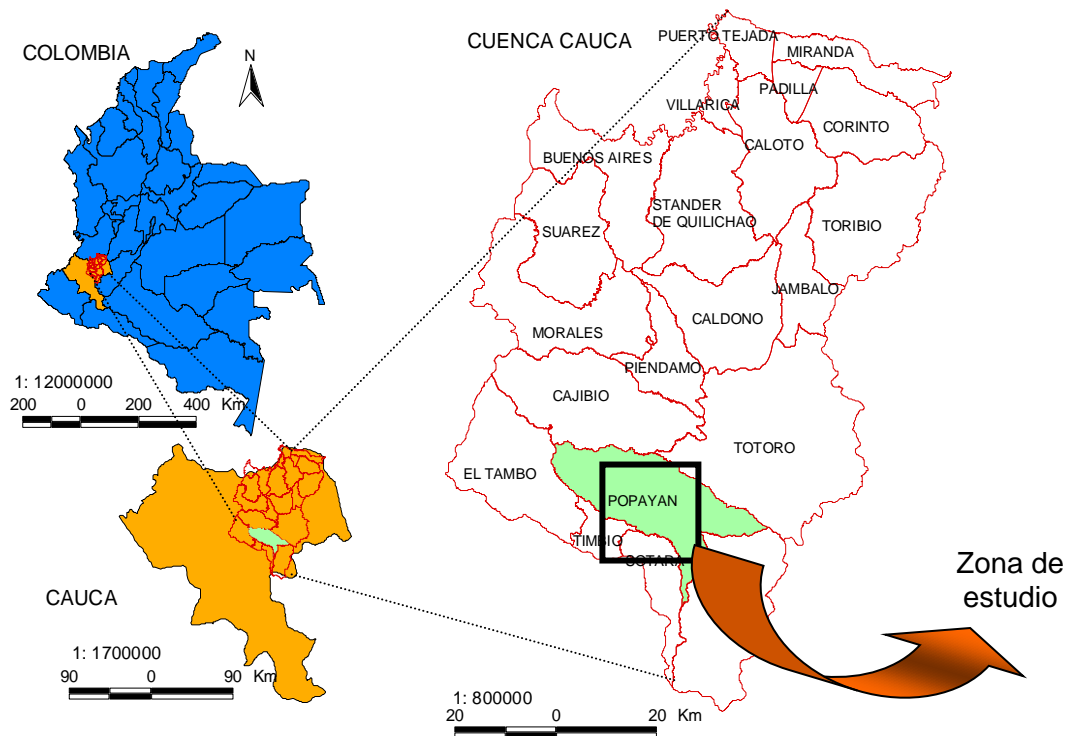 COLOMBIA
N
1: 12000000
200 0 200 400 Km
CAUCA
1: 1700000
90 0 90 Km
CUENCA CAUCA
PUERTO TEJADA
MIRANDA
PADILLA
VILLARICA
CORINTO
CALOTO
BUENOS AIRES
STANDER
DE QUILICHAO
TORIBIO
SUAREZ
JAMBALO
CALDONO
MORALES
PIENDAMO
CAJIBIO
TOTORO
EL TAMBO
POPAYAN
TIMBIO
SOTARA
Zona de
estudio
1: 800000
20 0 20 Km